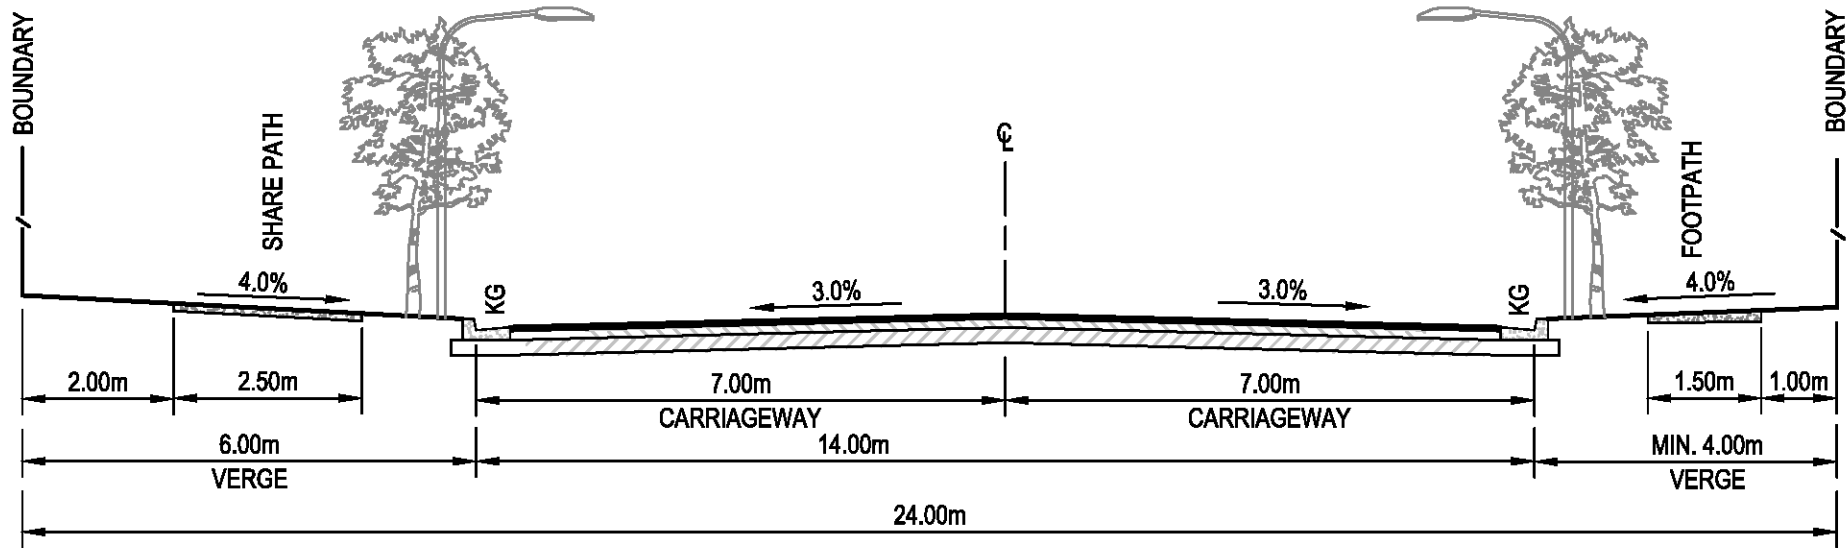 BOUNDARY
SHARE PATH
KG
℄
KG
FOOTPATH
BOUNDARY
4.0%
3.0%
3.0%
4.0%
2.00m
2.50m
7.00m
CARRIAGEWAY
7.00m
CARRIAGEWAY
1.50m
1.00m
6.00m
VERGE
14.00m
MIN. 4.00m
VERGE
24.00m